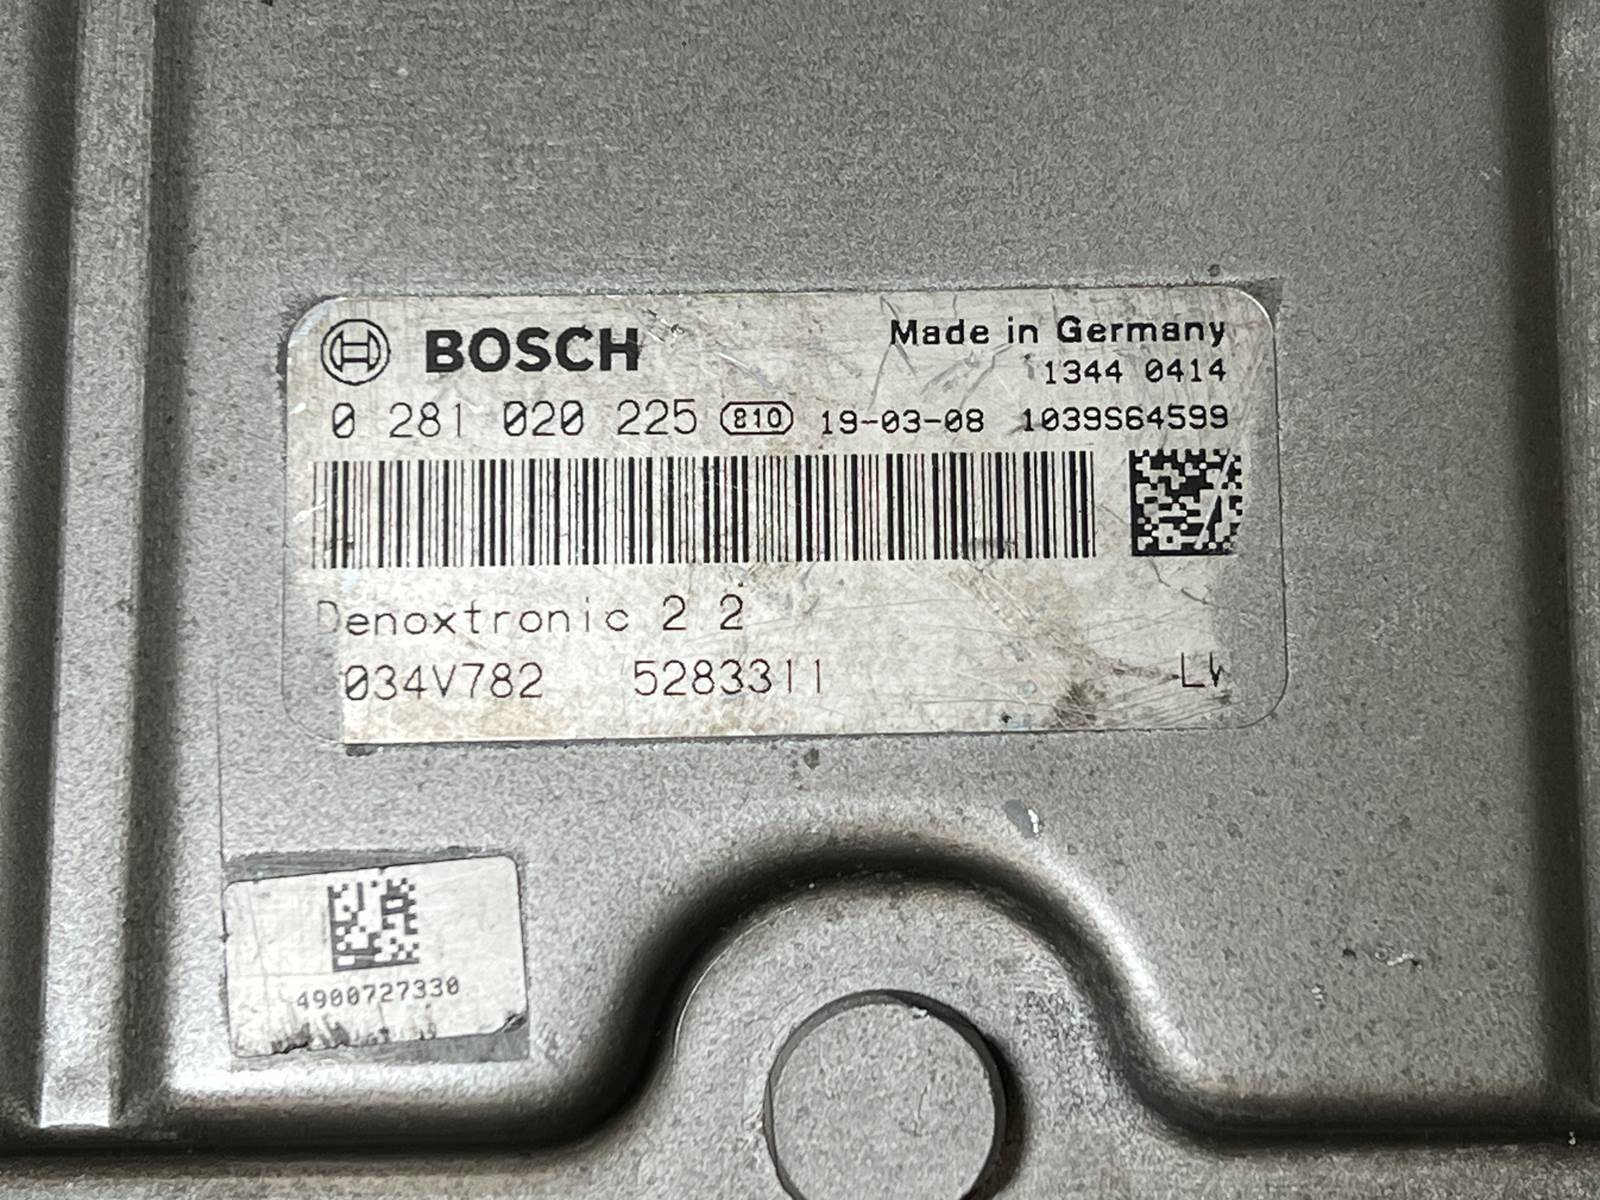 BOSCH
Made in Germany
1344 0414
0 281 020 225 810 19-03-08 1039S64599
Denoxtronic 2 2
034V782 5283311
4900727330